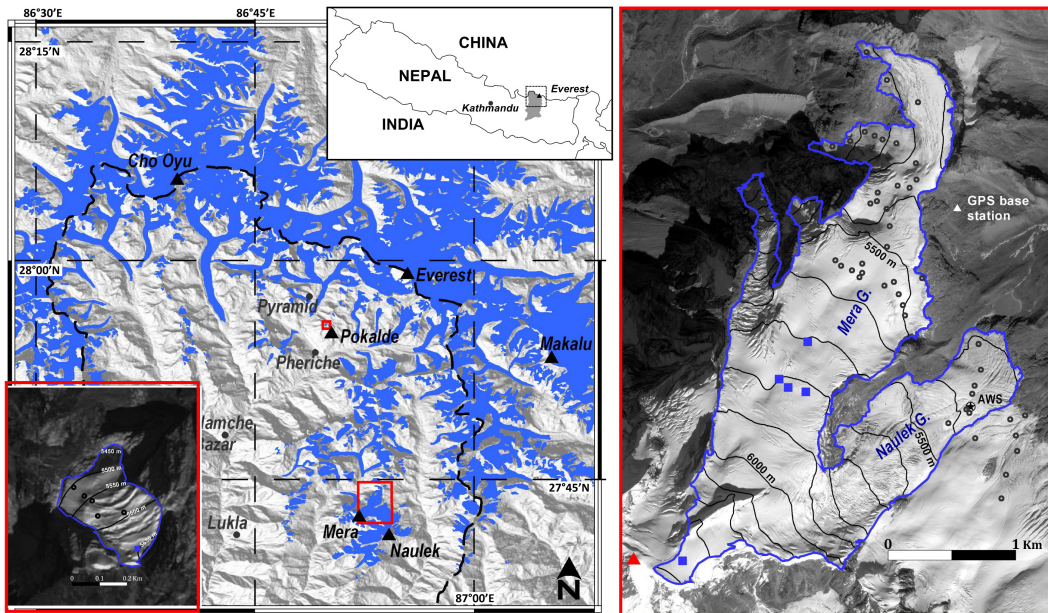 86°30'E
86°45'E
28°15'N
CHINA
NEPAL
Everest
Kathmandu
INDIA
Cho Oyu
28°00'N
Everest
Pyramid
Pokalde
Makalu
Pheriche
27°45'N
Mera
Lukla
Naulek
87°00'E
N
5450 m
5500 m
5550 m
5600 m
0 0.1 0.2 Km
GPS base
station
5500 m
Mera G.
AWS
Naulek G.
5500 m
6000 m
0 1 Km